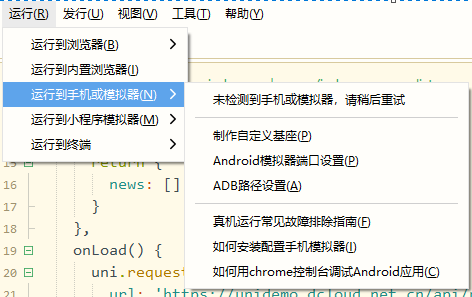 运行(R) 发行(U) 视图(V) 工具(T) 帮助(Y)
运行到浏览器(B)
运行到内置浏览器(I)
运行到手机或模拟器(N)
运行到小程序模拟器(M)
运行到终端
未检测到手机或模拟器，请稍后重试
制作自定义基座(P)
Android模拟器端口设置(P)
ADB路径设置(A)
真机运行常见故障排除指南(F)
如何安装配置手机模拟器(I)
如何用chrome控制台调试Android应用(C)
15 return {
16 news: []
17 }
18 },
19 onLoad() {
20 uni.request
21 url: 'https://unidemo.dcloud.net.cn/api/